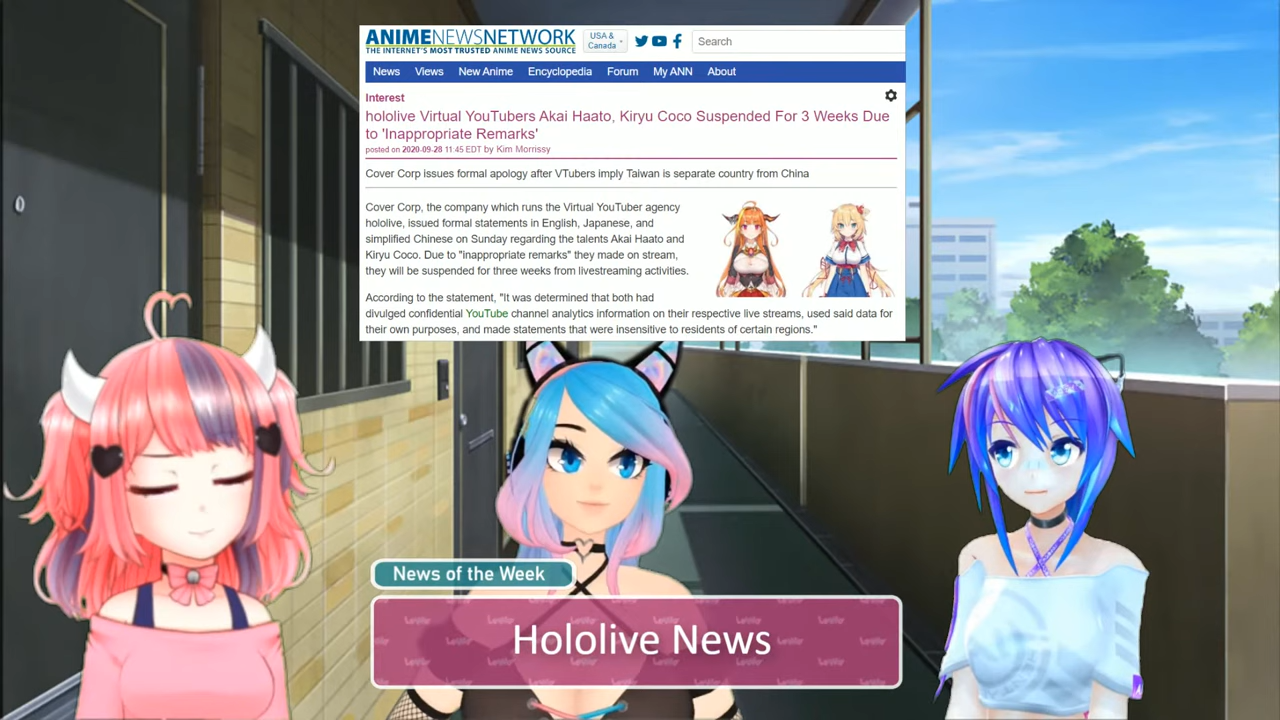 ANIMENEWSNETWORK
THE INTERNET'S MOST TRUSTED ANIME NEWS SOURCE
USA &
Canada
Search
News Views New Anime Encyclopedia Forum My ANN About
Interest
hololive Virtual YouTubers Akai Haato, Kiryu Coco Suspended For 3 Weeks Due
to 'Inappropriate Remarks'
posted on 2020-09-28 11:45 EDT by Kim Morrissy
Cover Corp issues formal apology after VTubers imply Taiwan is separate country from China
Cover Corp, the company which runs the Virtual YouTuber agency
hololive, issued formal statements in English, Japanese, and
simplified Chinese on Sunday regarding the talents Akai Haato and
Kiryu Coco. Due to "inappropriate remarks" they made on stream,
they will be suspended for three weeks from livestreaming activities.
According to the statement, "It was determined that both had
divulged confidential YouTube channel analytics information on their respective live streams, used said data for
their own purposes, and made statements that were insensitive to residents of certain regions."
News of the Week
Hololive News